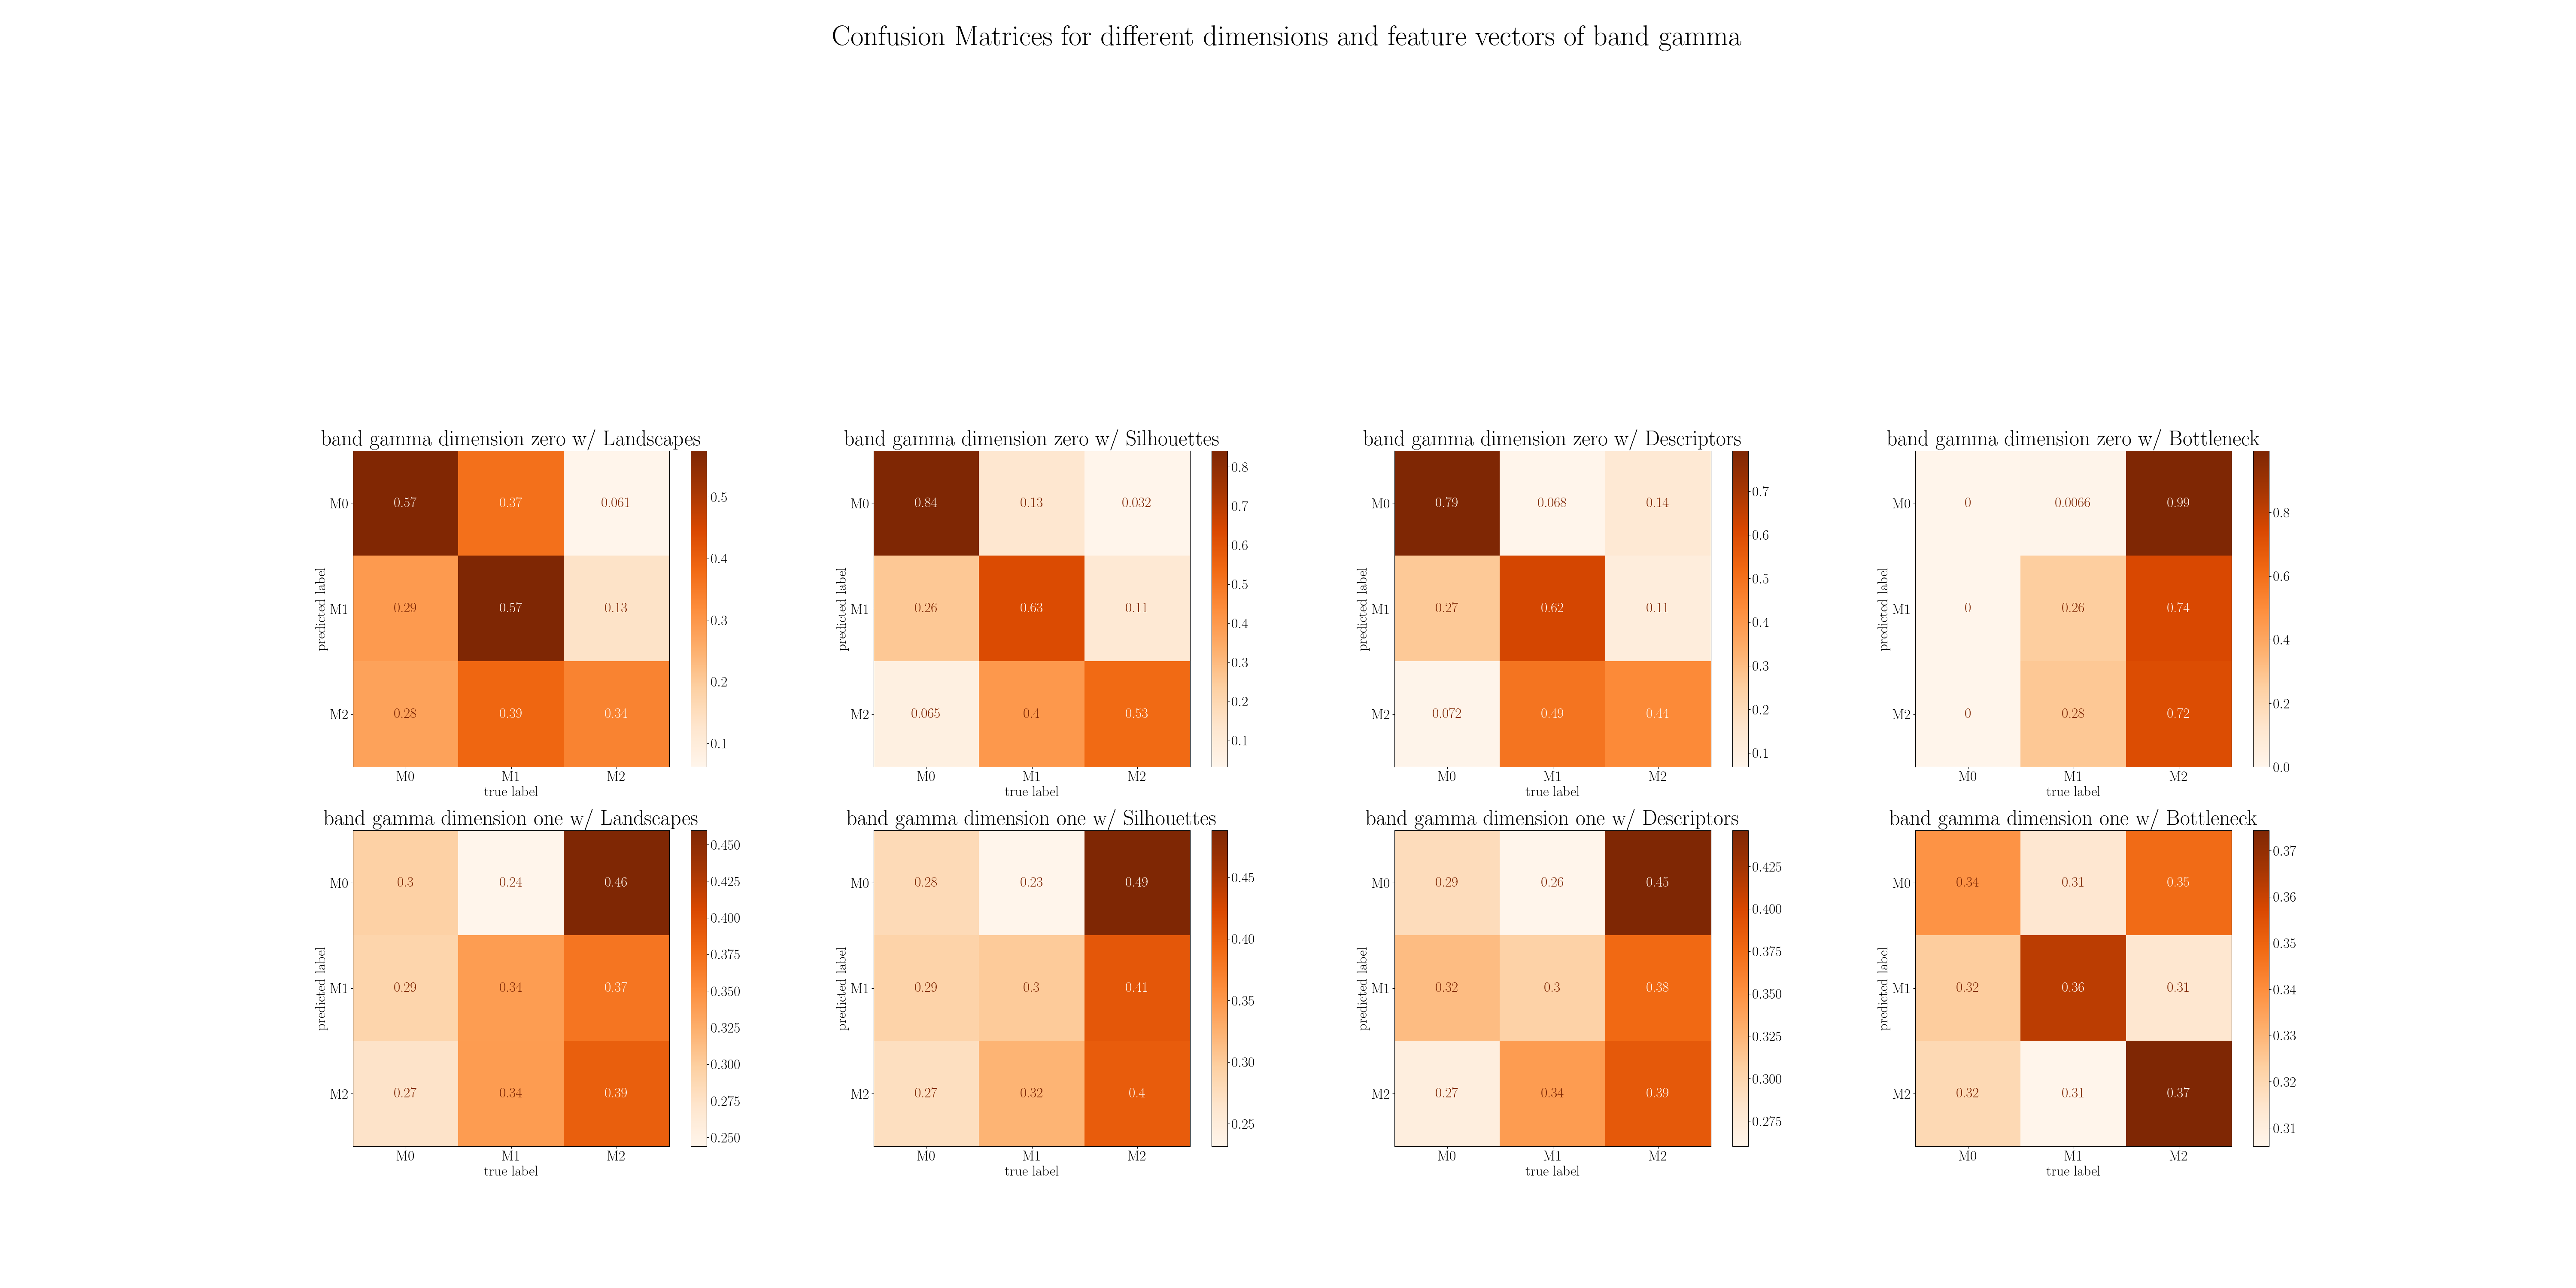 Confusion Matrices for different dimensions and feature vectors of band gamma
band gamma dimension zero w/ Landscapes
predicted label
M0 0.57 0.37 0.061
M1 0.29 0.57 0.13
M2 0.28 0.39 0.34
M0 M1 M2
true label
0.5
0.4
0.3
0.2
0.1
band gamma dimension zero w/ Silhouettes
predicted label
M0 0.84 0.13 0.032
M1 0.26 0.63 0.11
M2 0.065 0.4 0.53
M0 M1 M2
true label
0.8
0.7
0.6
0.5
0.4
0.3
0.2
0.1
band gamma dimension zero w/ Descriptors
predicted label
M0 0.79 0.068 0.14
M1 0.27 0.62 0.11
M2 0.072 0.49 0.44
M0 M1 M2
true label
0.7
0.6
0.5
0.4
0.3
0.2
0.1
band gamma dimension zero w/ Bottleneck
predicted label
M0 0 0.0066 0.99
M1 0 0.26 0.74
M2 0 0.28 0.72
M0 M1 M2
true label
0.8
0.6
0.4
0.2
0.0
band gamma dimension one w/ Landscapes
predicted label
M0 0.3 0.24 0.46
M1 0.29 0.34 0.37
M2 0.27 0.34 0.39
M0 M1 M2
true label
0.450
0.425
0.400
0.375
0.350
0.325
0.300
0.275
0.250
band gamma dimension one w/ Silhouettes
predicted label
M0 0.28 0.23 0.49
M1 0.29 0.3 0.41
M2 0.27 0.32 0.4
M0 M1 M2
true label
0.45
0.40
0.35
0.30
0.25
band gamma dimension one w/ Descriptors
predicted label
M0 0.29 0.26 0.45
M1 0.32 0.3 0.38
M2 0.27 0.34 0.39
M0 M1 M2
true label
0.425
0.400
0.375
0.350
0.325
0.300
0.275
band gamma dimension one w/ Bottleneck
predicted label
M0 0.34 0.31 0.35
M1 0.32 0.36 0.31
M2 0.32 0.31 0.37
M0 M1 M2
true label
0.37
0.36
0.35
0.34
0.33
0.32
0.31